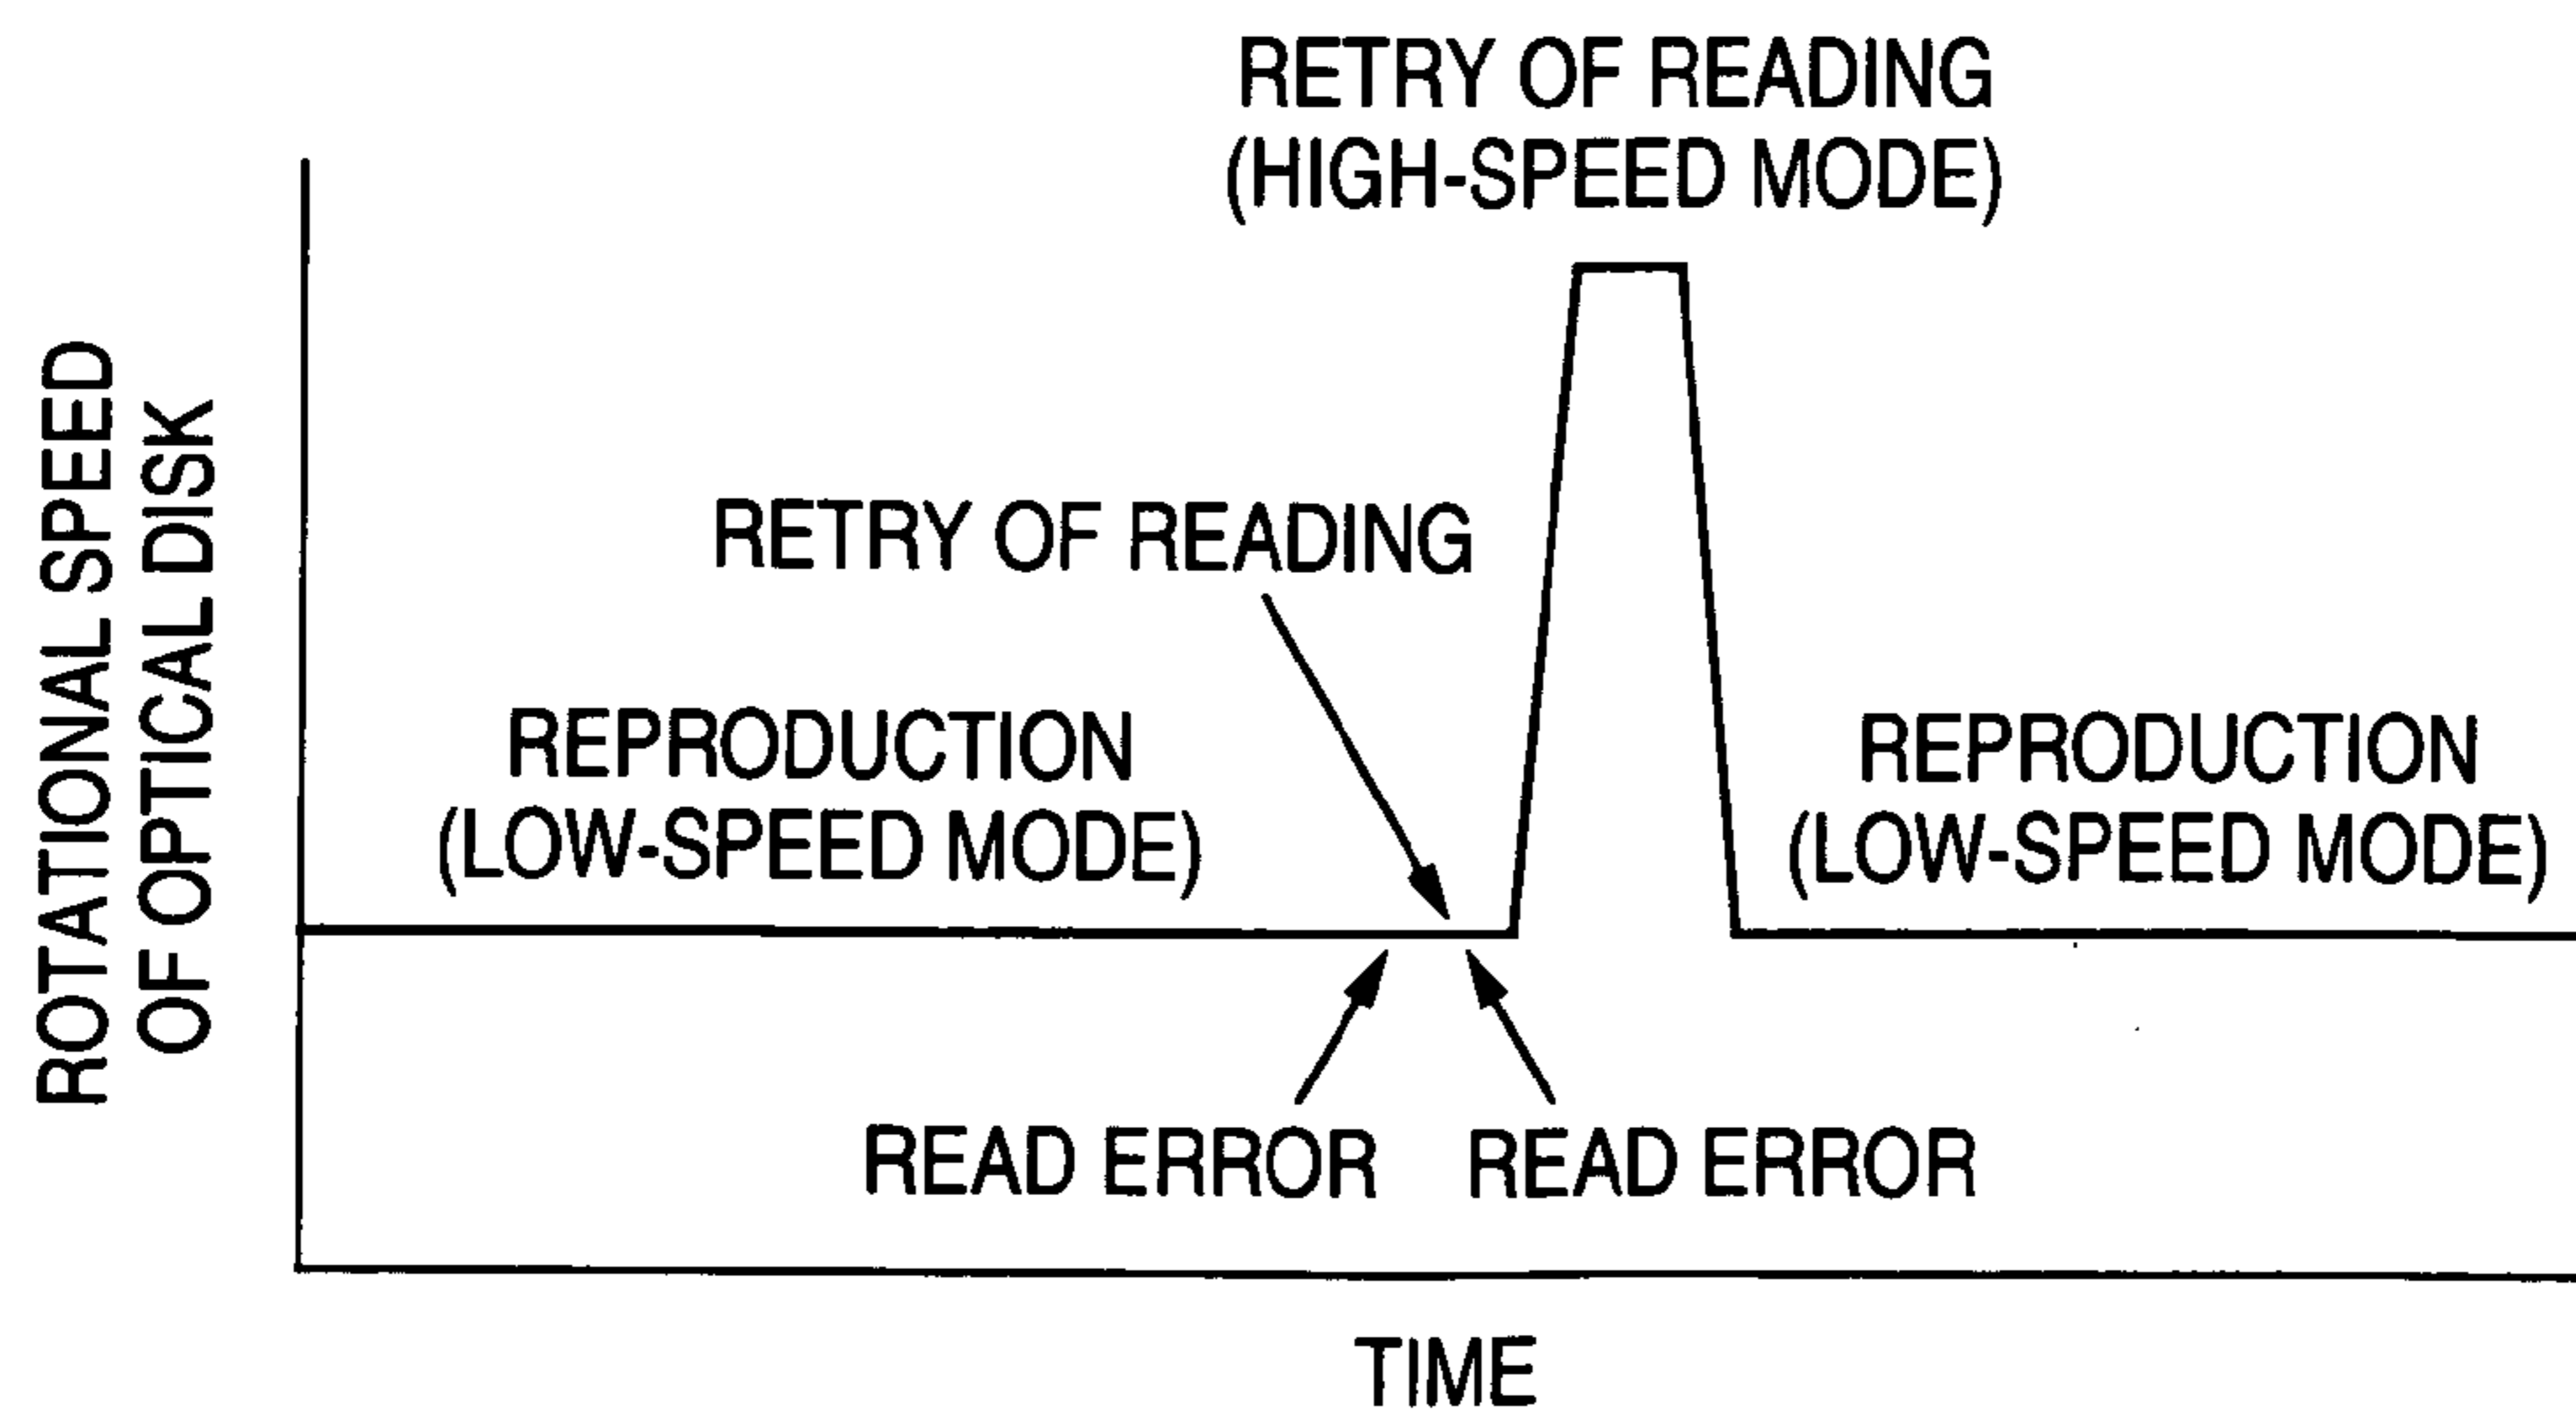 RETRY OF READING
(HIGH-SPEED MODE)
ROTATIONAL SPEED
OF OPTICAL DISK
RETRY OF READING
REPRODUCTION
(LOW-SPEED MODE)
REPRODUCTION
(LOW-SPEED MODE)
READ ERROR
READ ERROR
TIME